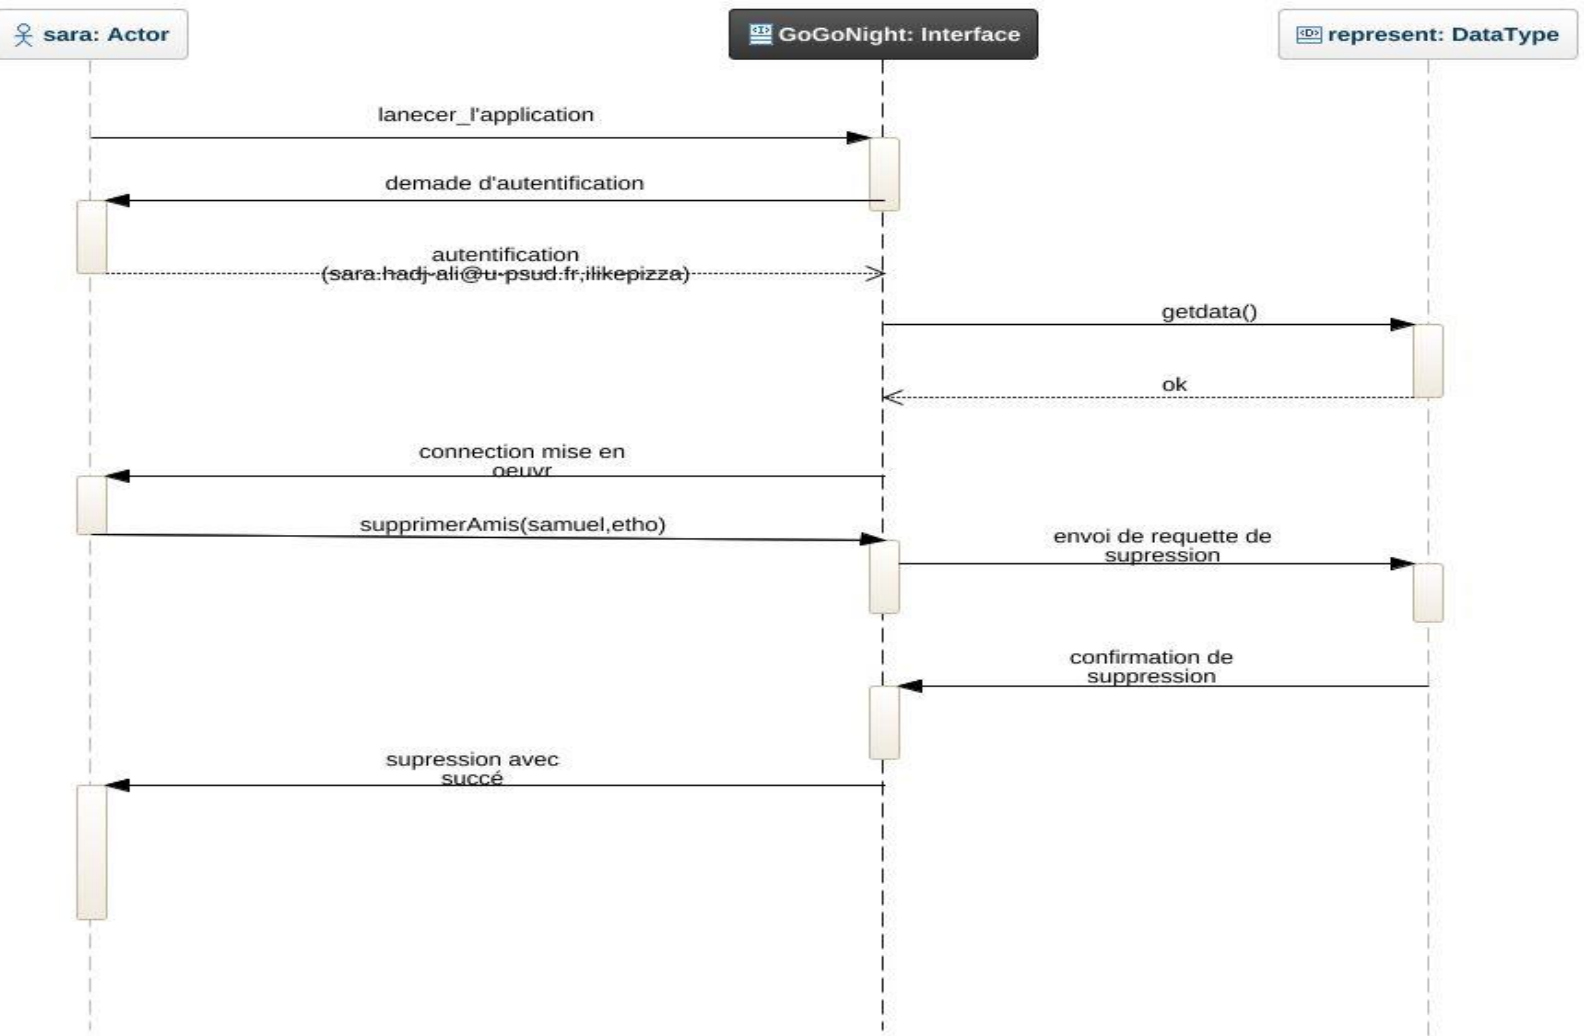 sara: Actor
GoGoNight: Interface
represent: DataType
lanecer_l'application
demade d'autentification
autentification
(sara.hadj-ali@u-psud.fr,ilikepizza)
getdata()
ok
connection mise en
oeuvr
supprimerAmis(samuel,etho)
envoi de requette de
supression
confirmation de
suppression
supression avec
succé